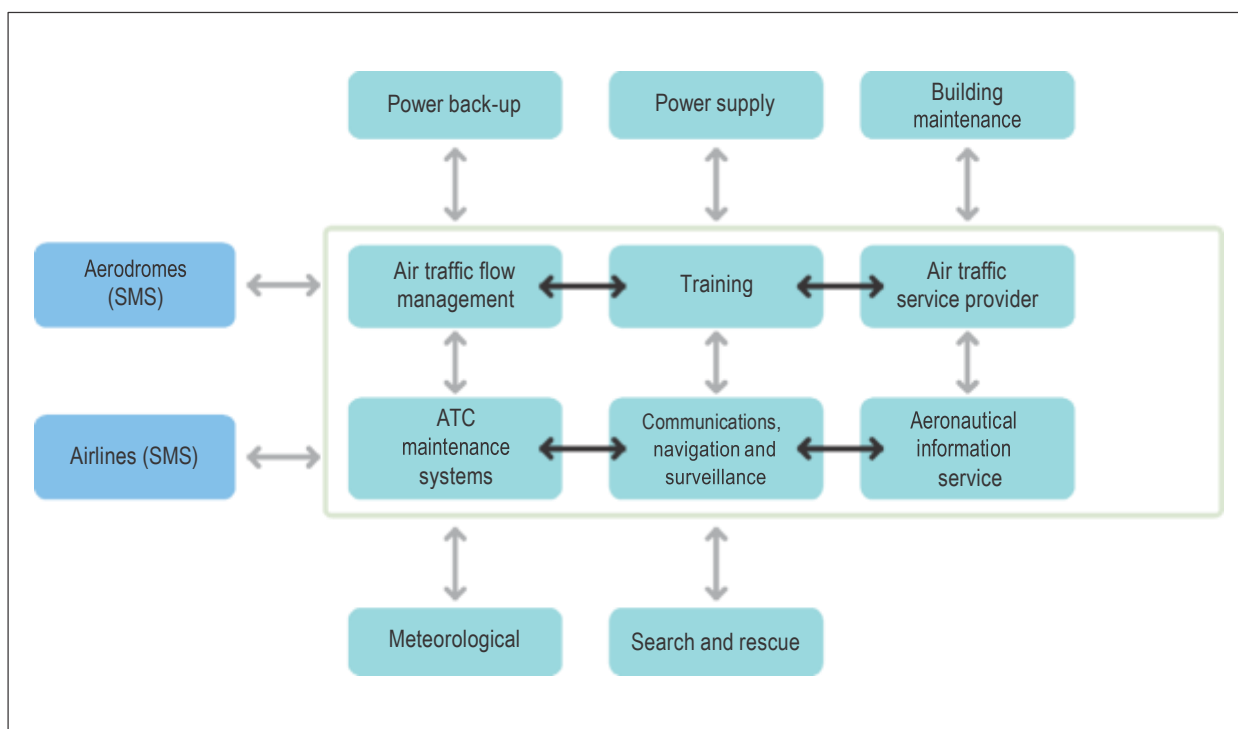 Power back-up
Power supply
Building
maintenance
Aerodromes
(SMS)
Air traffic flow
management
Training
Air traffic
service provider
Airlines (SMS)
ATC
maintenance
systems
Communications,
navigation and
surveillance
Aeronautical
information
service
Meteorological
Search and rescue